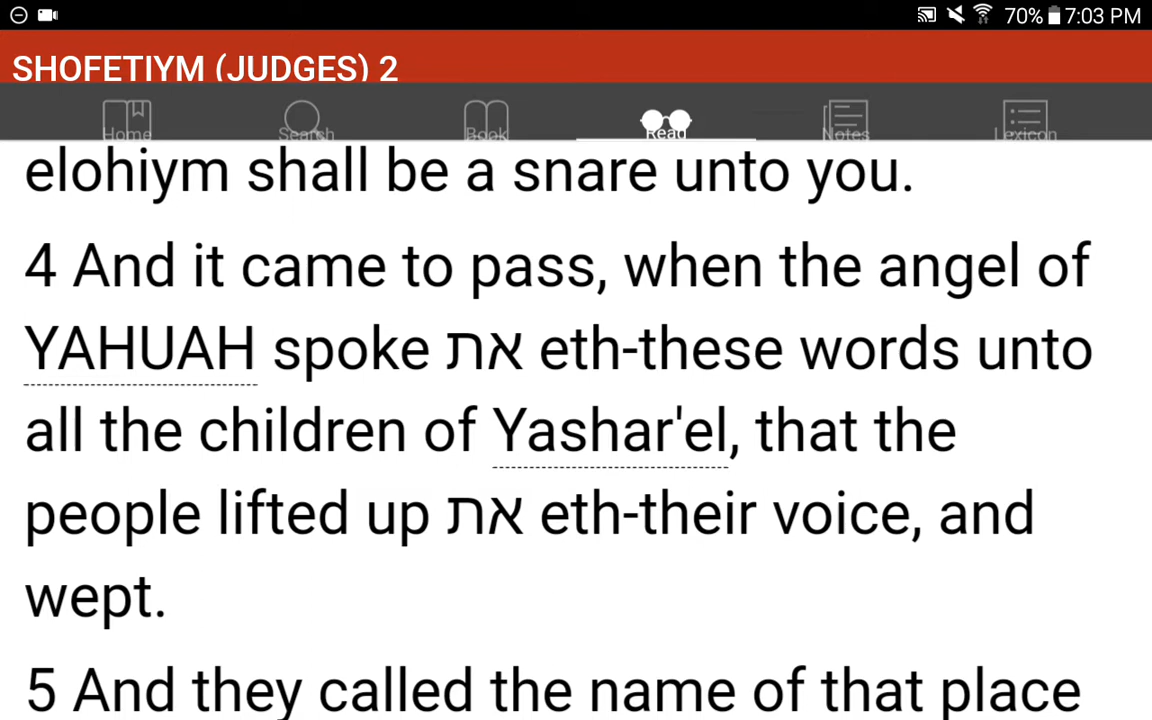 70% 7:03 PM
SHOFETIYM (JUDGES) 2
Home Search Book Read Notes Lexicon
elohiym shall be a snare unto you.
4 And it came to pass, when the angel of
YAHUAH spoke את eth-these words unto
all the children of Yashar'el, that the
people lifted up את eth-their voice, and
wept.
5 And they called the name of that place